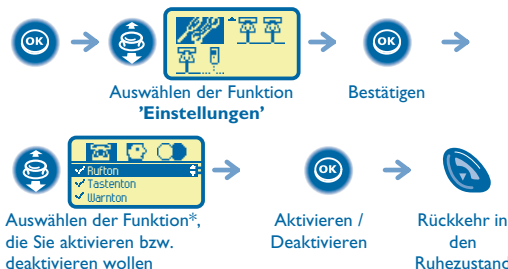 OK
OK
Auswählen der Funktion
'Einstellungen'
Bestätigen
Rufton
Tastenton
Warnton
OK
Auswählen der Funktion*,
die Sie aktivieren bzw.
deaktivieren wollen
Aktivieren /
Deaktivieren
Rückkehr in
den
Ruhezustand